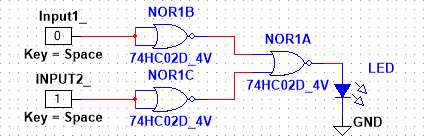 Input1_
NOR1B
0
Key = Space
74HC02D_4V
NOR1A
INPUT2_
NOR1C
LED
74HC02D_4V
1
Key = Space
74HC02D_4V
GND